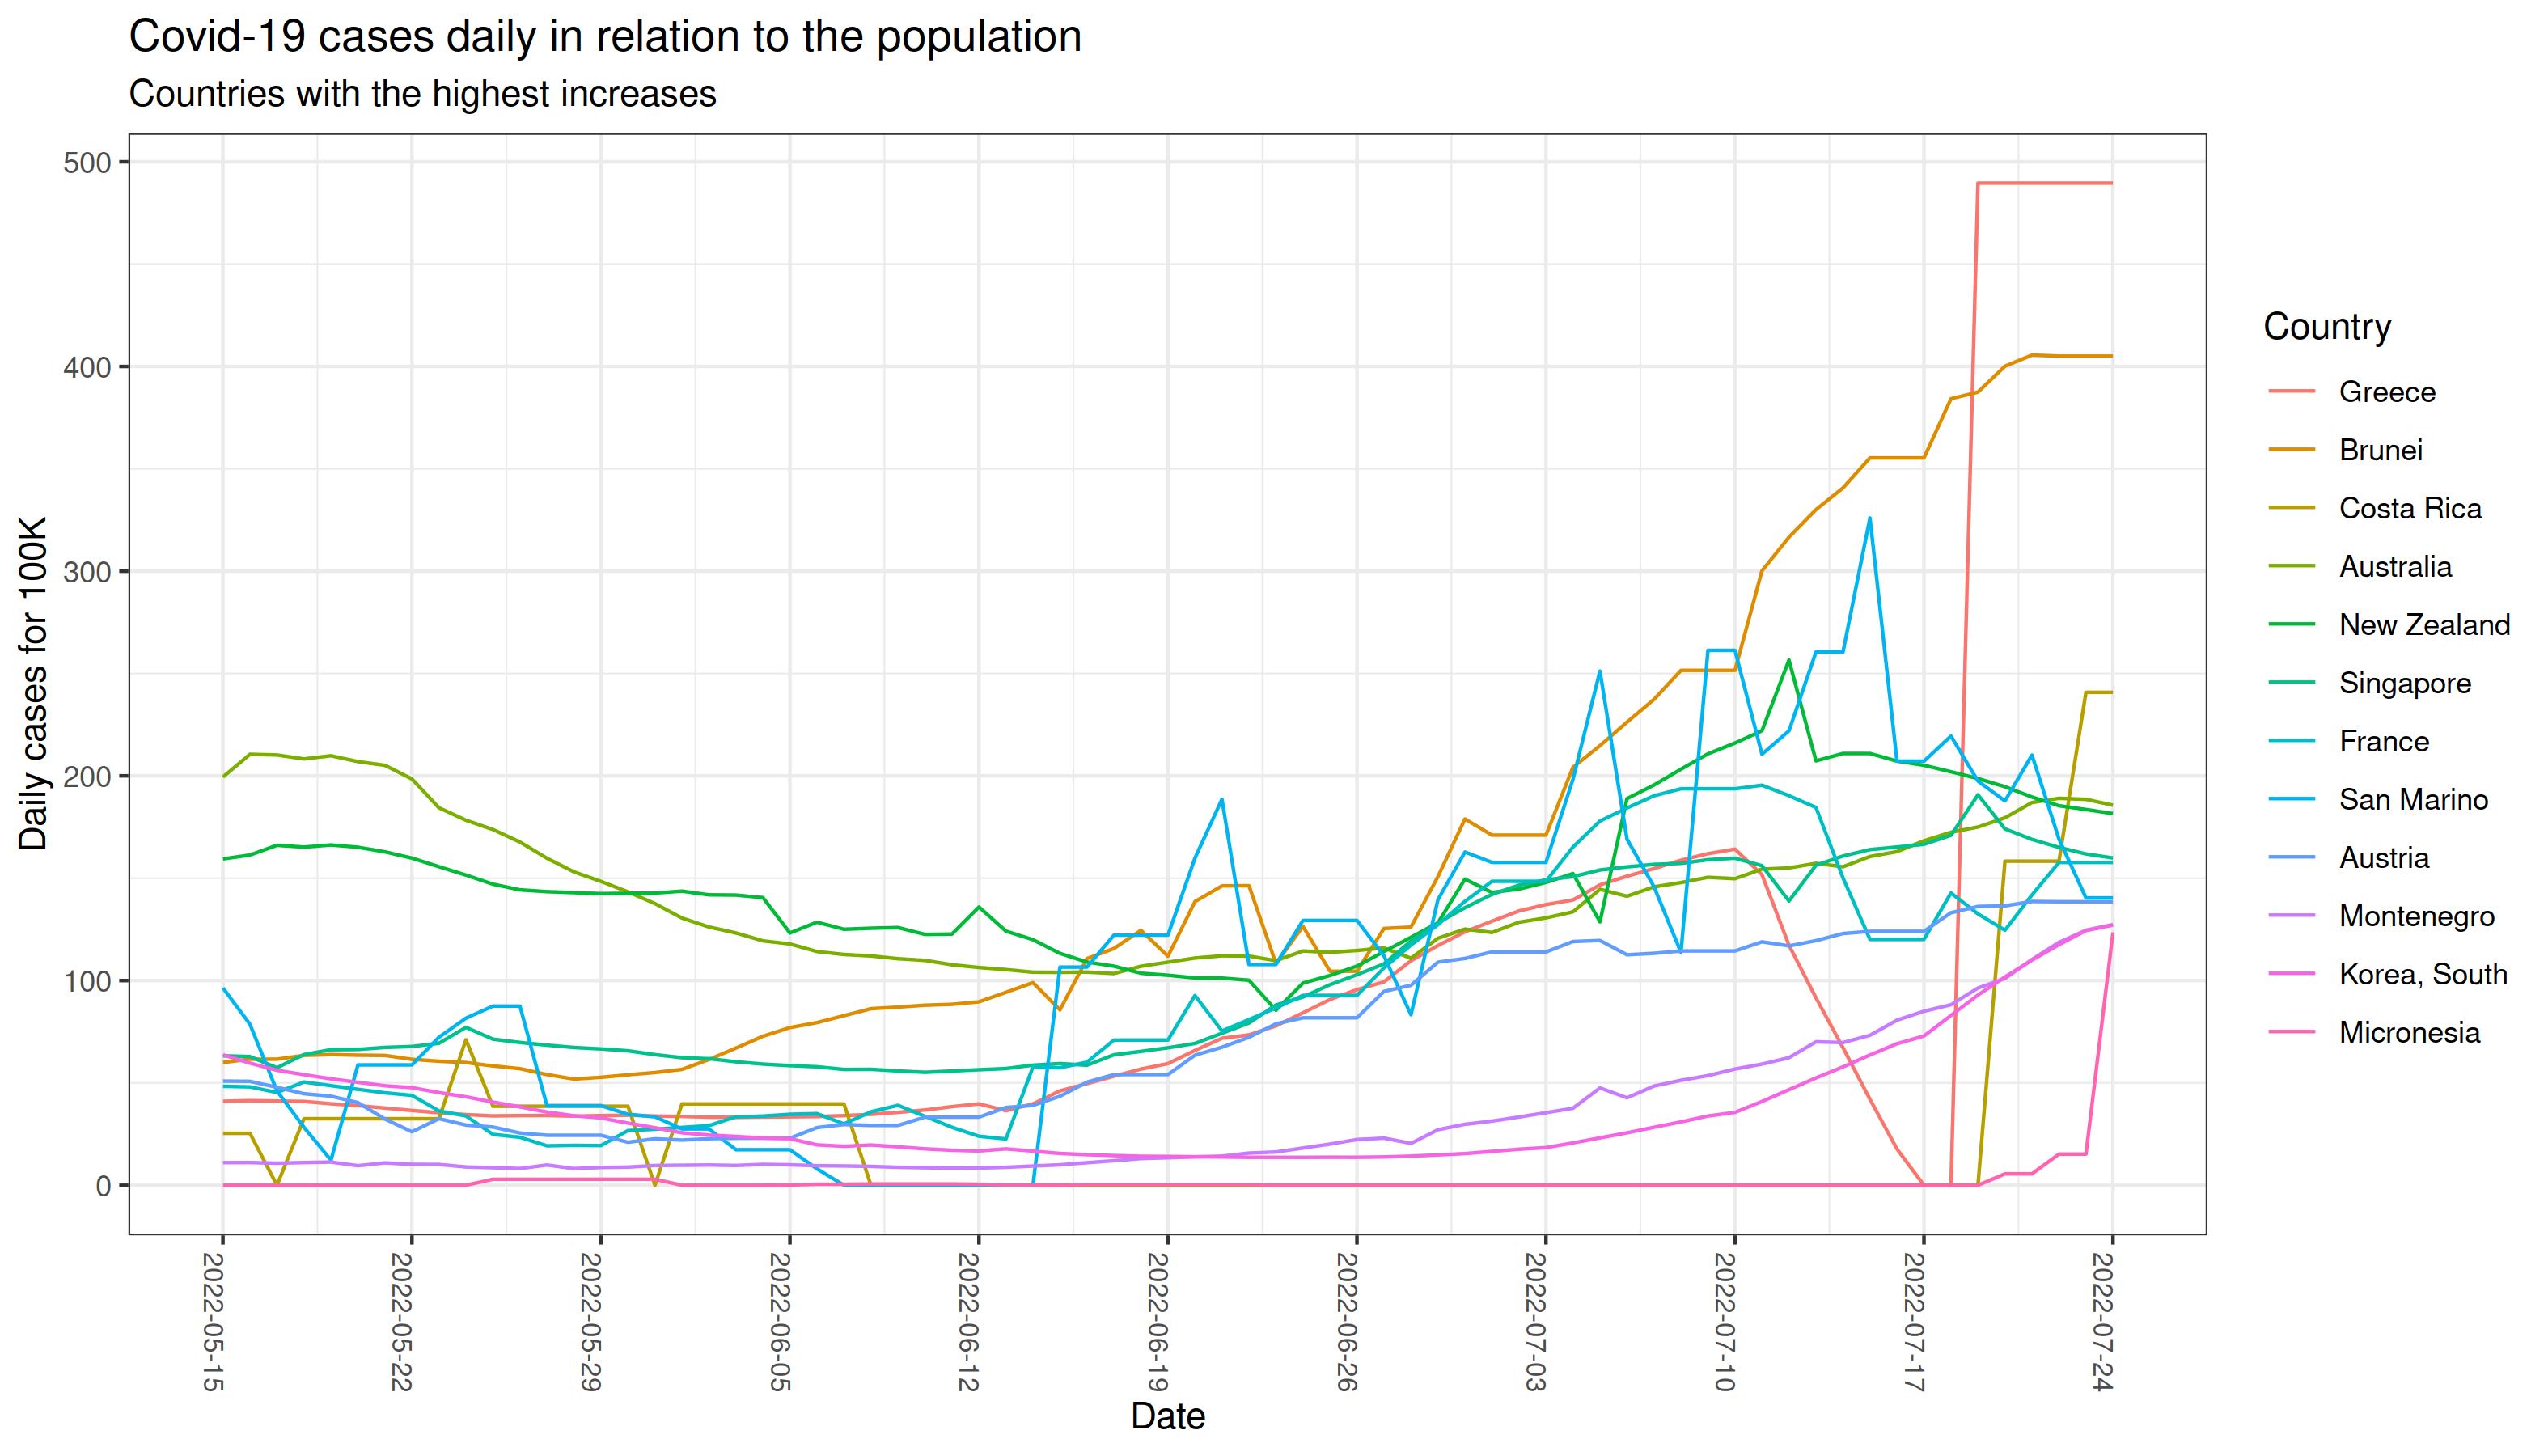 Covid-19 cases daily in relation to the population
Countries with the highest increases
Daily cases for 100K
500
400
300
200
100
0
2022-05-15
2022-05-22
2022-05-29
2022-06-05
2022-06-12
2022-06-19
2022-06-26
2022-07-03
2022-07-10
2022-07-17
2022-07-24
Date
Country
Greece
Brunei
Costa Rica
Australia
New Zealand
Singapore
France
San Marino
Austria
Montenegro
Korea, South
Micronesia